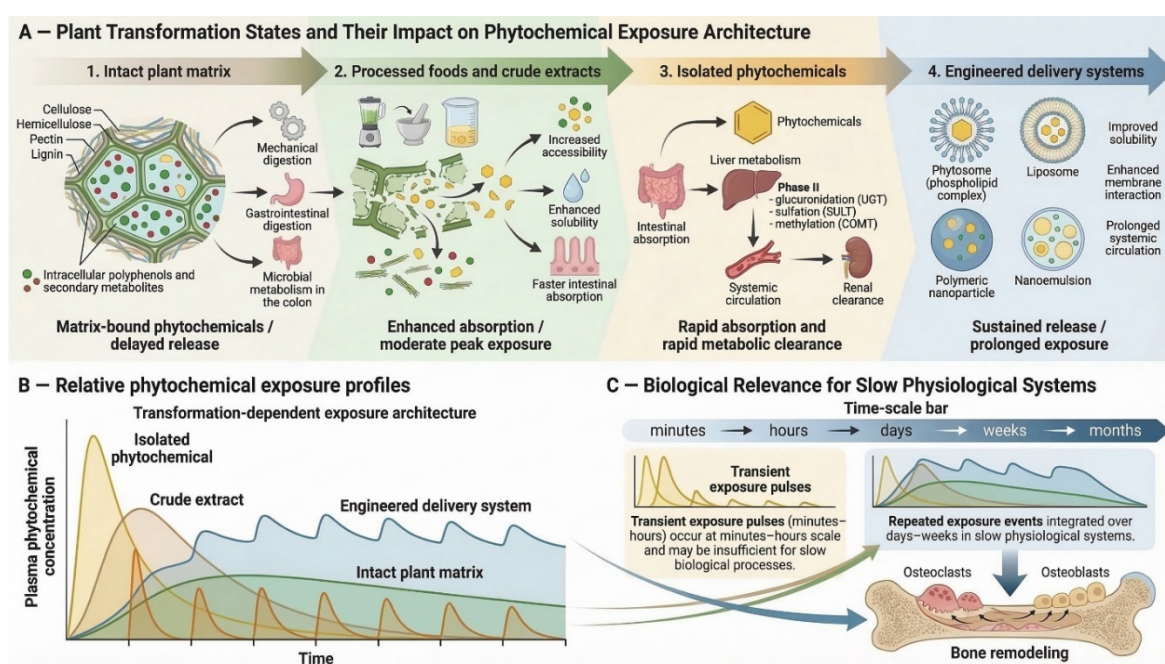 A — Plant Transformation States and Their Impact on Phytochemical Exposure Architecture
1. Intact plant matrix
Cellulose
Hemicellulose
Pectin
Lignin
Mechanical
digestion
Gastrointestinal
digestion
Microbial
metabolism in
the colon
Intracellular polyphenols and
secondary metabolites
Matrix-bound phytochemicals /
delayed release
2. Processed foods and crude extracts
Increased
accessibility
Enhanced
solubility
Faster intestinal
absorption
Enhanced absorption /
moderate peak exposure
3. Isolated phytochemicals
Phytochemicals
Liver metabolism
Phase II
- glucuronidation (UGT)
- sulfation (SULT)
- methylation (COMT)
Intestinal
absorption
Systemic
circulation
Renal
clearance
Rapid absorption and
rapid metabolic clearance
4. Engineered delivery systems
Phytosome
(phospholipid
complex)
Liposome
Improved
solubility
Enhanced
membrane
interaction
Prolonged
systemic
circulation
Polymeric
nanoparticle
Nanoemulsion
Sustained release /
prolonged exposure
B — Relative phytochemical exposure profiles
Transformation-dependent exposure architecture
Isolated
phytochemical
Crude extract
Engineered delivery system
Intact plant matrix
Plasma phytochemical
concentration
Time
C — Biological Relevance for Slow Physiological Systems
Time-scale bar
minutes
hours
days
weeks
months
Transient
exposure pulses
Transient exposure pulses (minutes–
hours) occur at minutes–hours scale
and may be insufficient for slow
biological processes.
Repeated exposure events integrated over
days–weeks in slow physiological systems.
Osteoclasts
Osteoblasts
Bone remodeling